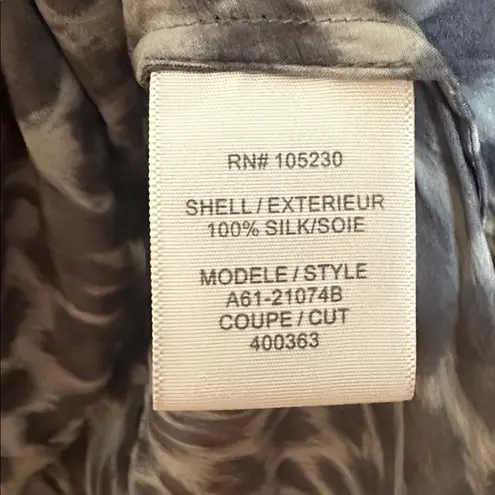 RN# 105230
SHELL/EXTERIEUR
100% SILK/SOIE
MODELE/STYLE
A61-21074B
COUPE/CUT
400363